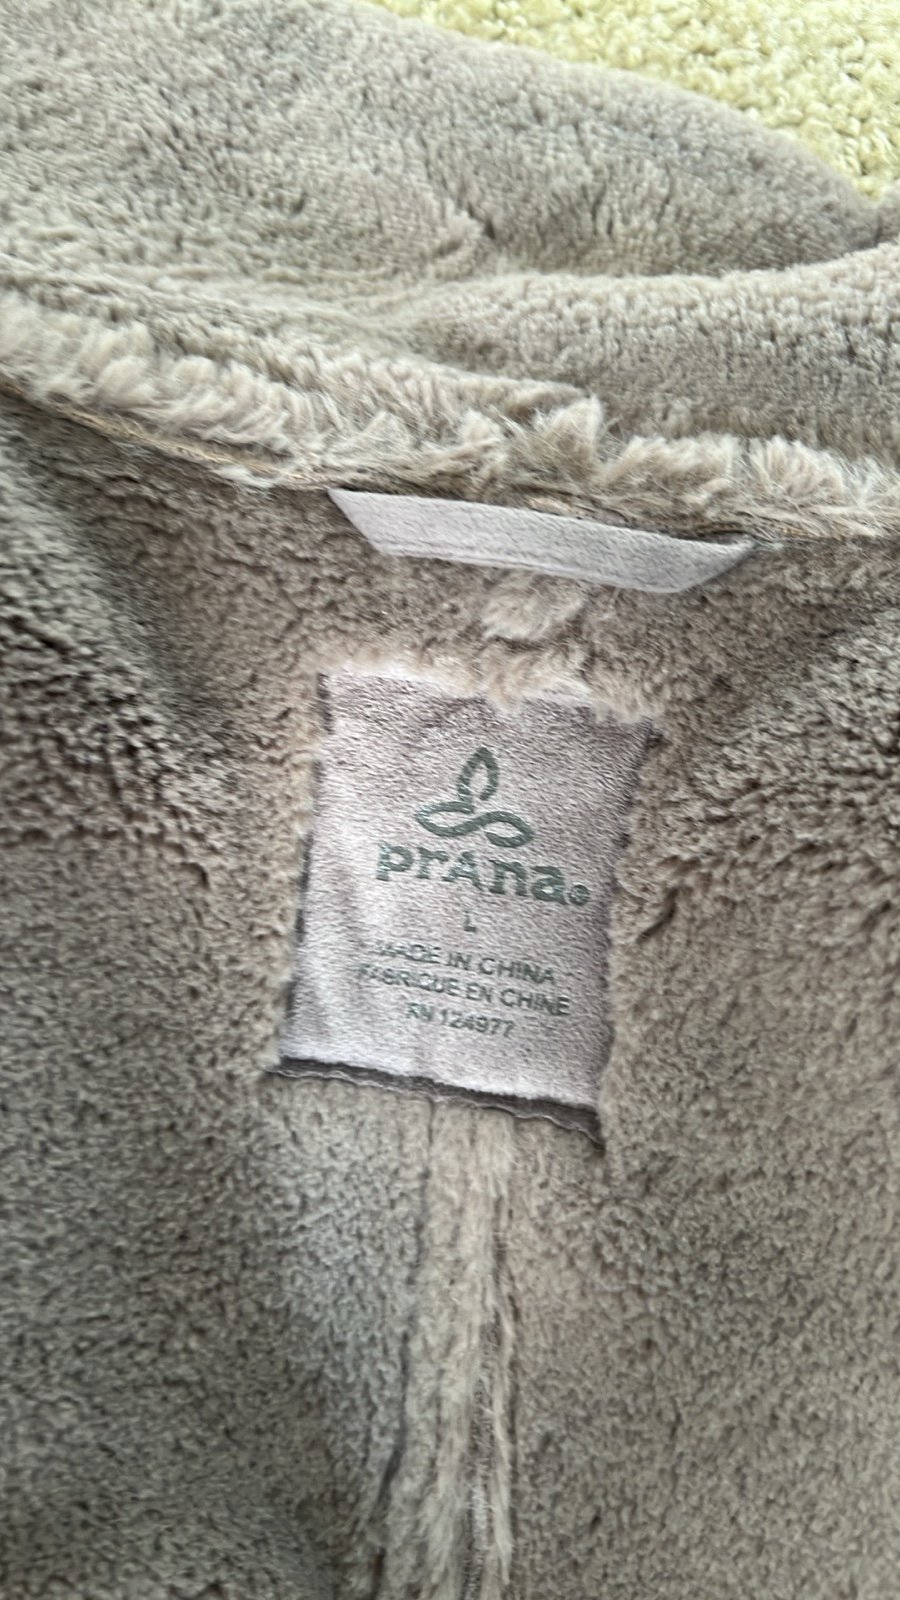 prAna®
L
MADE IN CHINA
FABRIQUE EN CHINE
RN 124977